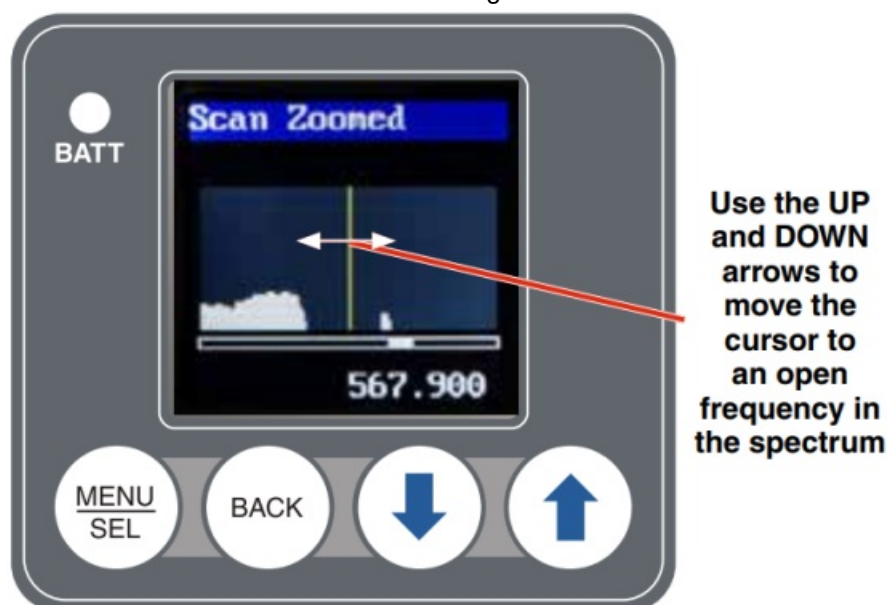 BATT
Scan Zoomed
567.900
MENU
SEL
BACK
Use the UP
and DOWN
arrows to
move the
cursor to
an open
frequency in
the spectrum